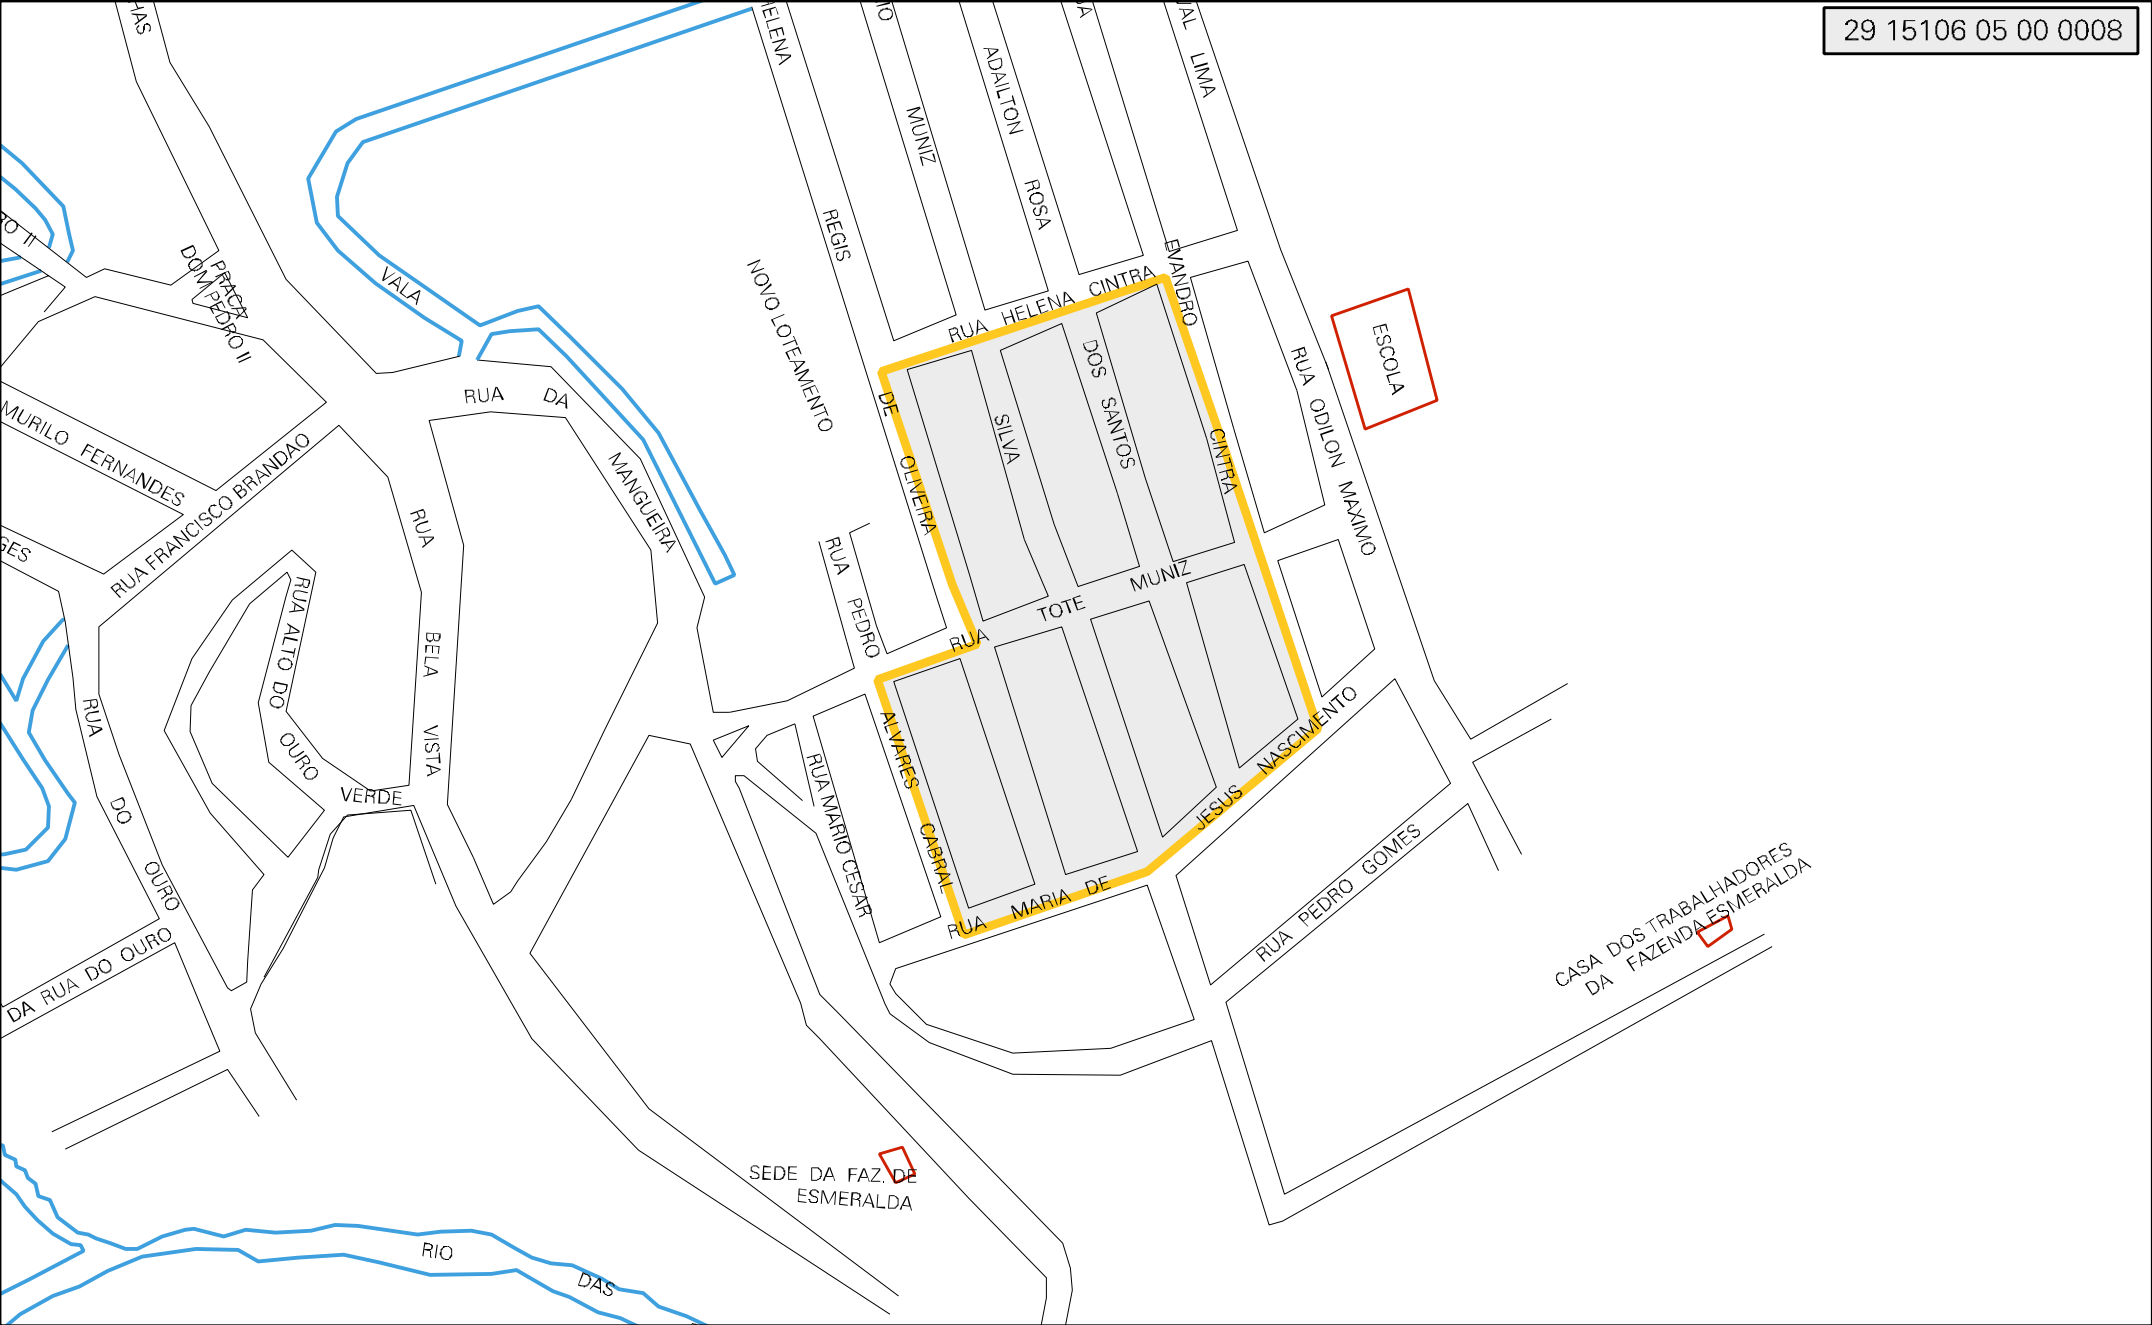 29 15106 05 00 0008
HELENA
REGIS
DE
OLIVEIRA
MUNIZ
ADAILTON
ROSA
LIMA
EVANDRO
CINTRA
RUA HELENA CINTRA
SILVA
DOS SANTOS
RUA ODILON MAXIMO
ESCOLA
NOVO LOTEAMENTO
VALA
PRACA
DOM PEDRO II
II
MURILO FERNANDES
RUA FRANCISCO BRANDAO
RUA DA MANGUEIRA
RUA BELA VISTA
RUA ALTO DO OURO
VERDE
RUA DO OURO
DA RUA DO OURO
RUA PEDRO
ALVARES
CABRAL
RUA TOTE MUNIZ
RUA MARIO CESAR
RUA MARIA DE JESUS NASCIMENTO
RUA PEDRO GOMES
CASA DOS TRABALHADORES
DA FAZENDA ESMERALDA
SEDE DA FAZ. DE
ESMERALDA
RIO DAS